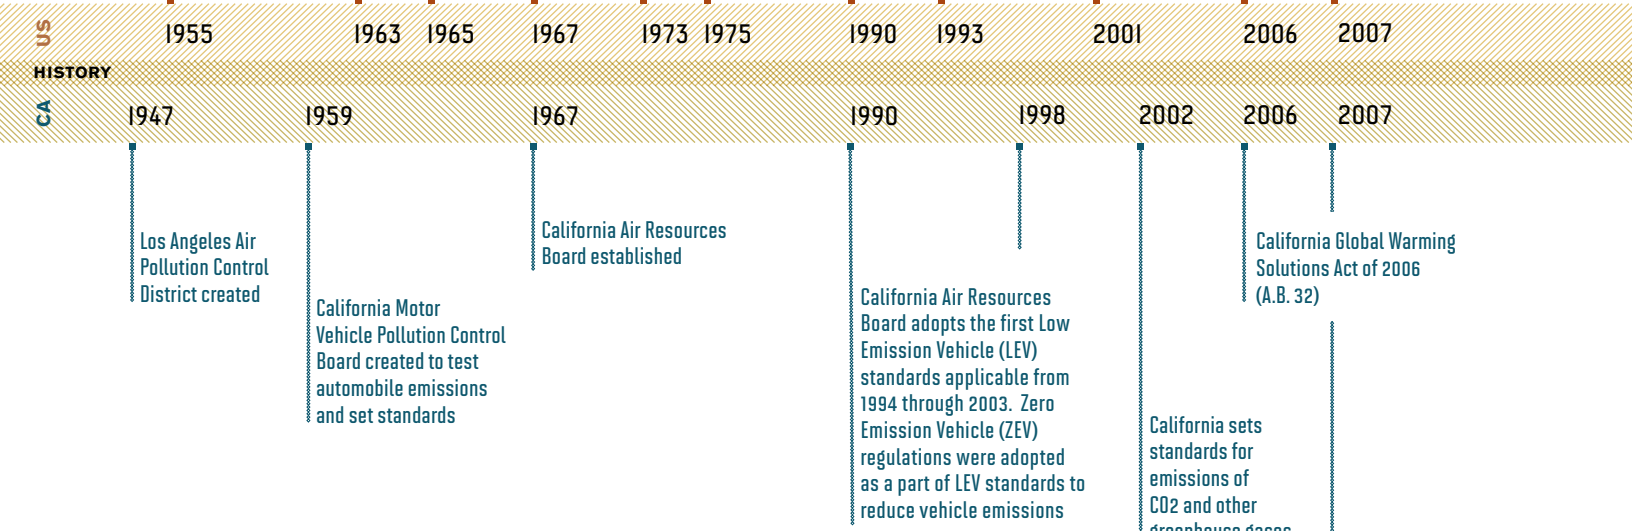 US
1955 1963 1965 1967 1973 1975 1990 1993 2001 2006 2007
HISTORY
CA
1947 1959 1967 1990 1998 2002 2006 2007
Los Angeles Air
Pollution Control
District created
California Motor
Vehicle Pollution Control
Board created to test
automobile emissions
and set standards
California Air Resources
Board established
California Air Resources
Board adopts the first Low
Emission Vehicle (LEV)
standards applicable from
1994 through 2003. Zero
Emission Vehicle (ZEV)
regulations were adopted
as a part of LEV standards to
reduce vehicle emissions
California sets
standards for
emissions of
CO2 and other
greenhouse gases
California Global Warming
Solutions Act of 2006
(A.B. 32)